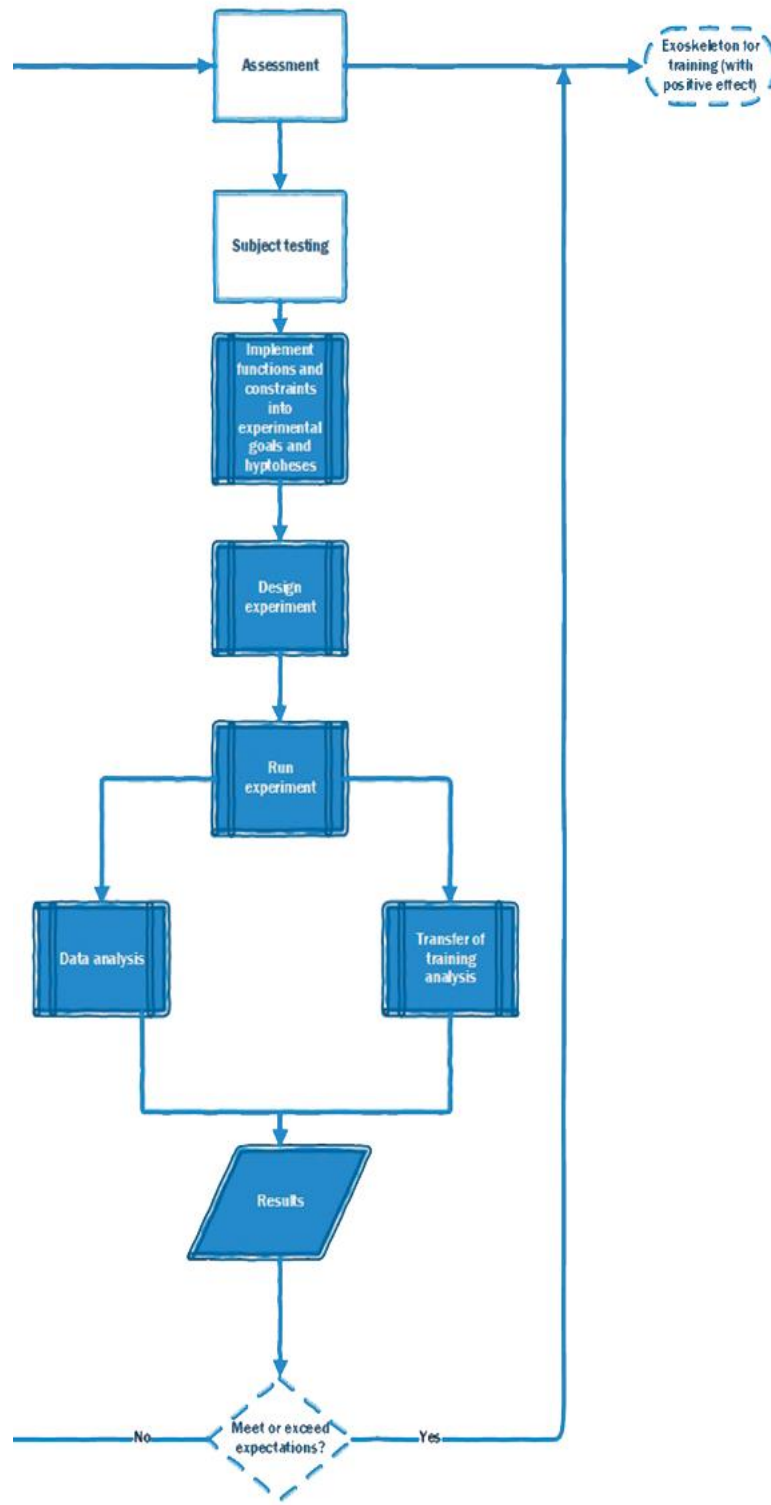 Assessment
Exoskeleton for
training (with
positive effect)
Subject testing
Implement
functions and
constraints
into
experimental
goals and
hyptoheses
Design
experiment
Run
experiment
Data analysis
Transfer of
training
analysis
Results
Meet or exceed
expectations?
No
Yes